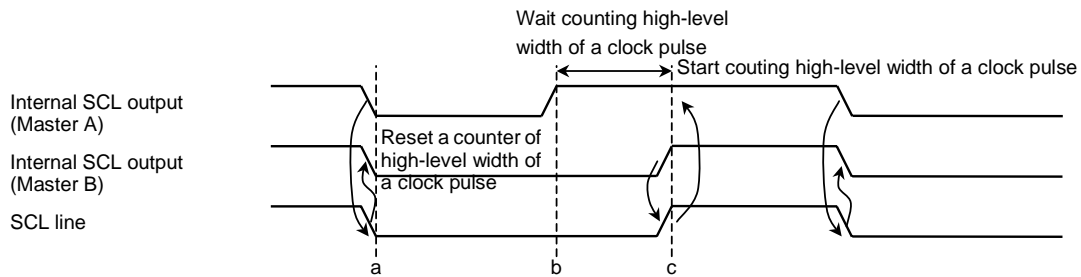 Wait counting high-level
width of a clock pulse
Start couting high-level width of a clock pulse
Internal SCL output
(Master A)
Reset a counter of
high-level width of
a clock pulse
Internal SCL output
(Master B)
SCL line
a
b
c